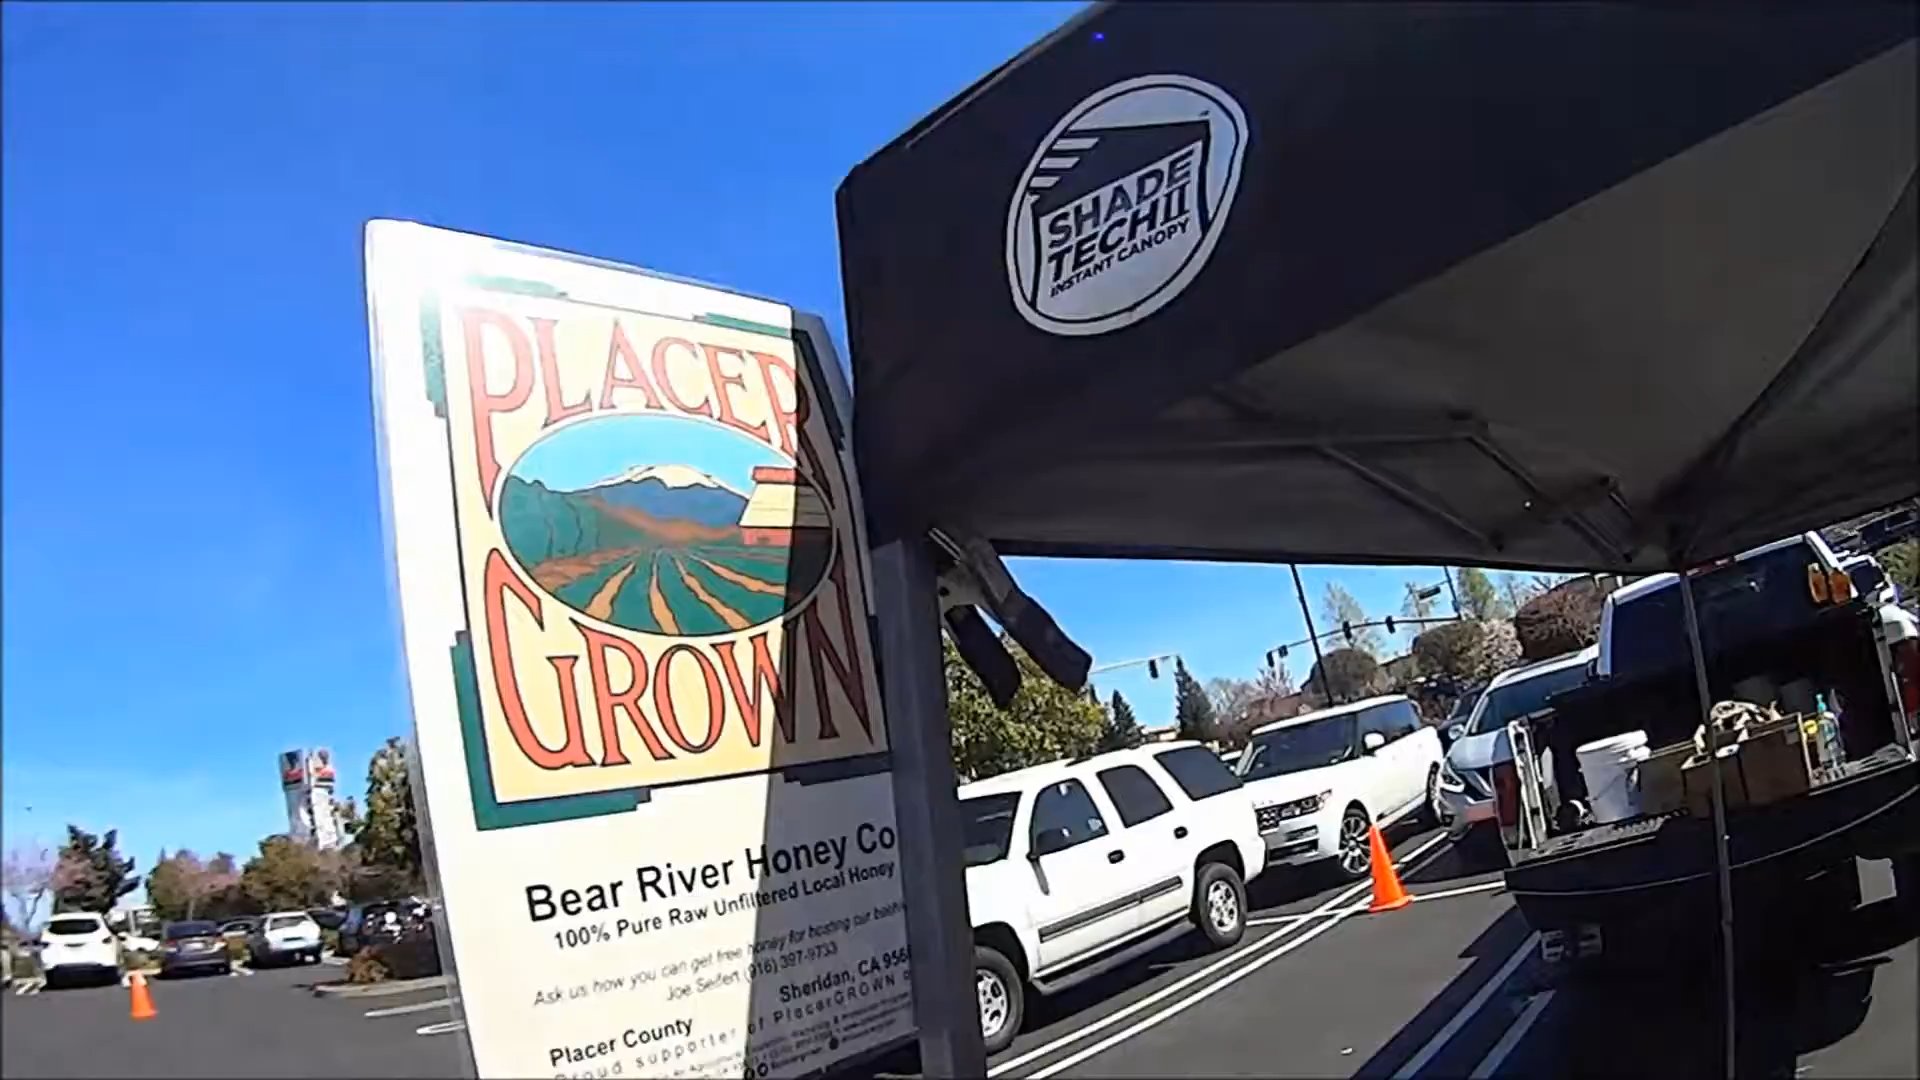 PLACER
GROWN
Bear River Honey Co
100% Pure Raw Unfiltered Local Honey
Ask us how you can get free honey for hosting our
Joe Seifert (916) 397-9733
Sheridan, CA 956
Placer County
Proud supporter of PlacerGROWN
SHADE
TECH II
INSTANT CANOPY